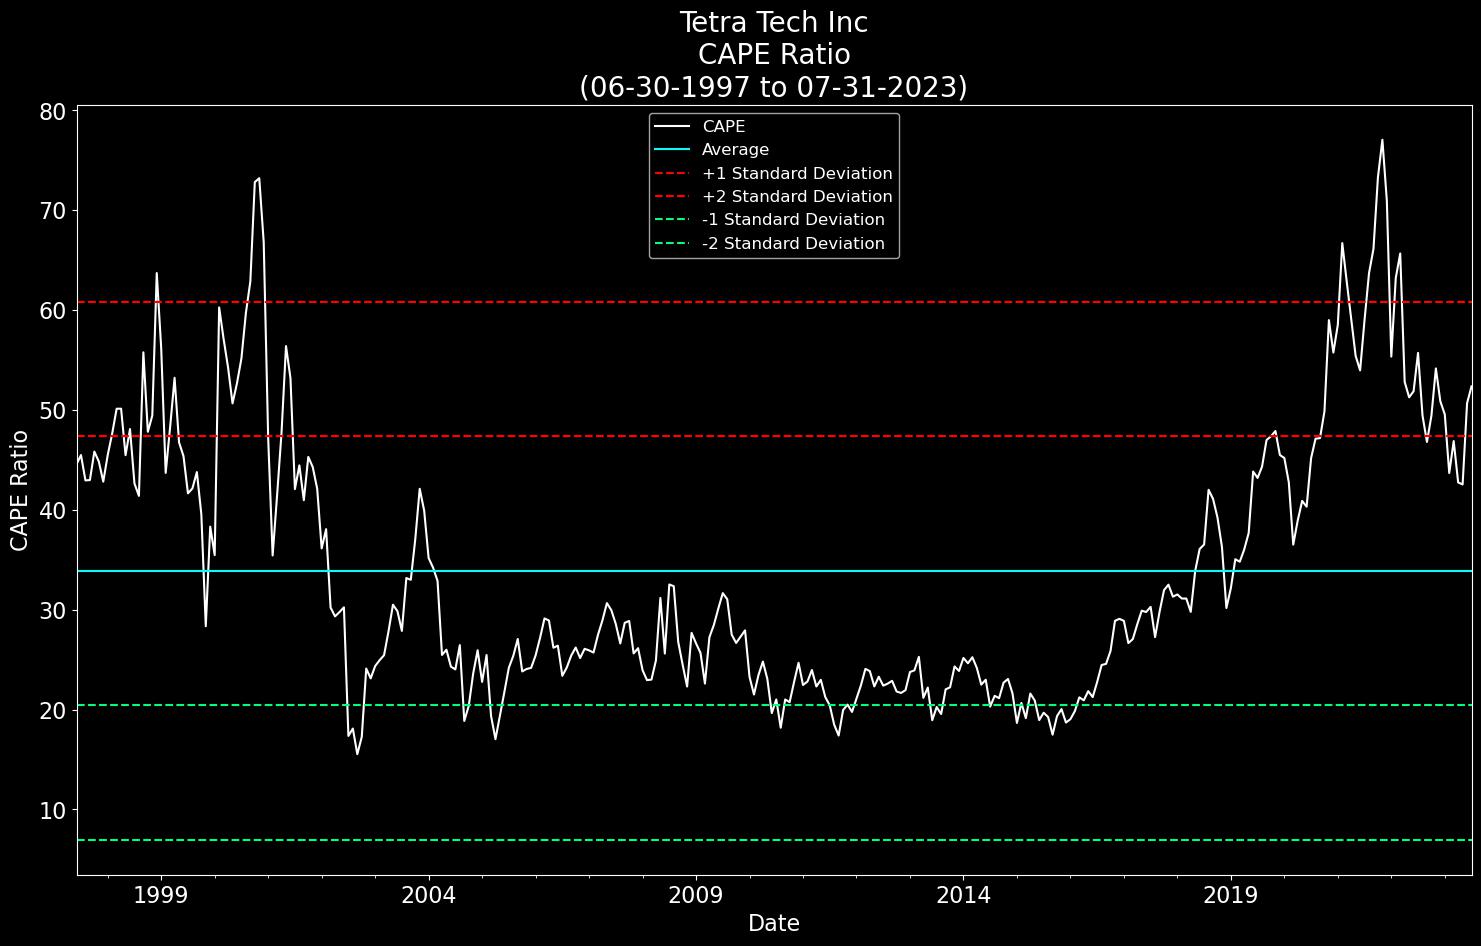 Tetra Tech Inc
CAPE Ratio
(06-30-1997 to 07-31-2023)
CAPE
Average
+1 Standard Deviation
+2 Standard Deviation
-1 Standard Deviation
-2 Standard Deviation
CAPE Ratio
80
70
60
50
40
30
20
10
1999 2004 2009 2014 2019
Date